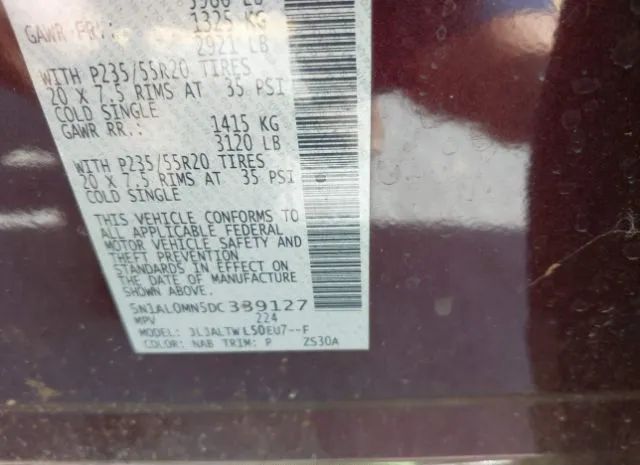 GAWR FR.: 1325 KG
2921 LB
WITH P235/55R20 TIRES
20 X 7.5 RIMS AT 35 PSI
COLD SINGLE
GAWR RR.: 1415 KG
3120 LB
WITH P235/55R20 TIRES
20 X 7.5 RIMS AT 35 PSI
COLD SINGLE
THIS VEHICLE CONFORMS TO
ALL APPLICABLE FEDERAL
MOTOR VEHICLE SAFETY AND
THEFT PREVENTION
STANDARDS IN EFFECT ON
THE DATE OF MANUFACTURE
SHOWN ABOVE.
5N1AL0MN5DC339127
MPV 224
MODEL: 3L3ALTWL50EU7--F
COLOR: NAB TRIM: P ZS30A